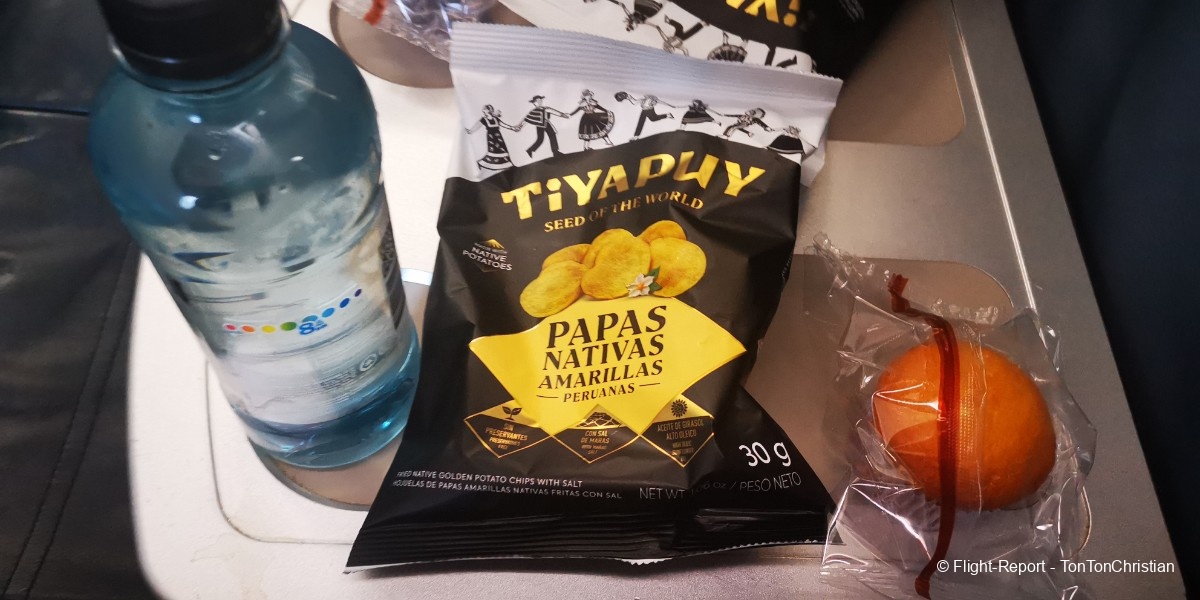 TiYAPUY
SEED OF THE WORLD
NATIVE
POTATOES
PAPAS
NATIVAS
AMARILLAS
PERUANAS
SIN
PRESERVANTES
CON SAL
DE MARAS
ACEITE DE GIRASOL
ALTO OLEICO
30 g
FRIED NATIVE GOLDEN POTATO CHIPS WITH SALT
HOJUELAS DE PAPAS AMARILLAS NATIVAS FRITAS CON SAL
NET WT
OZ / PESO NETO
8
© Flight-Report - TonTonChristian